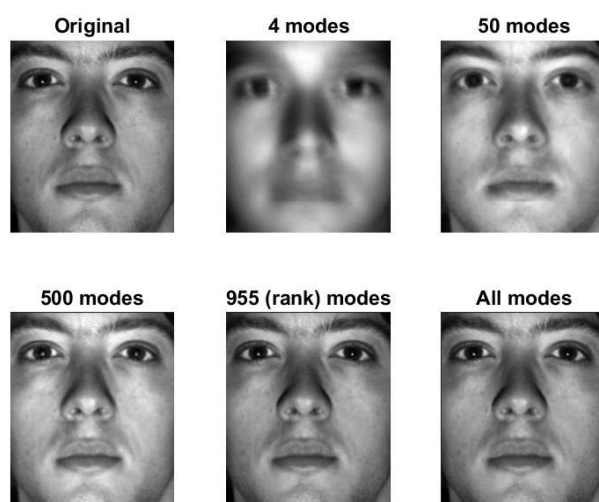 Original
4 modes
50 modes
500 modes
955 (rank) modes
All modes